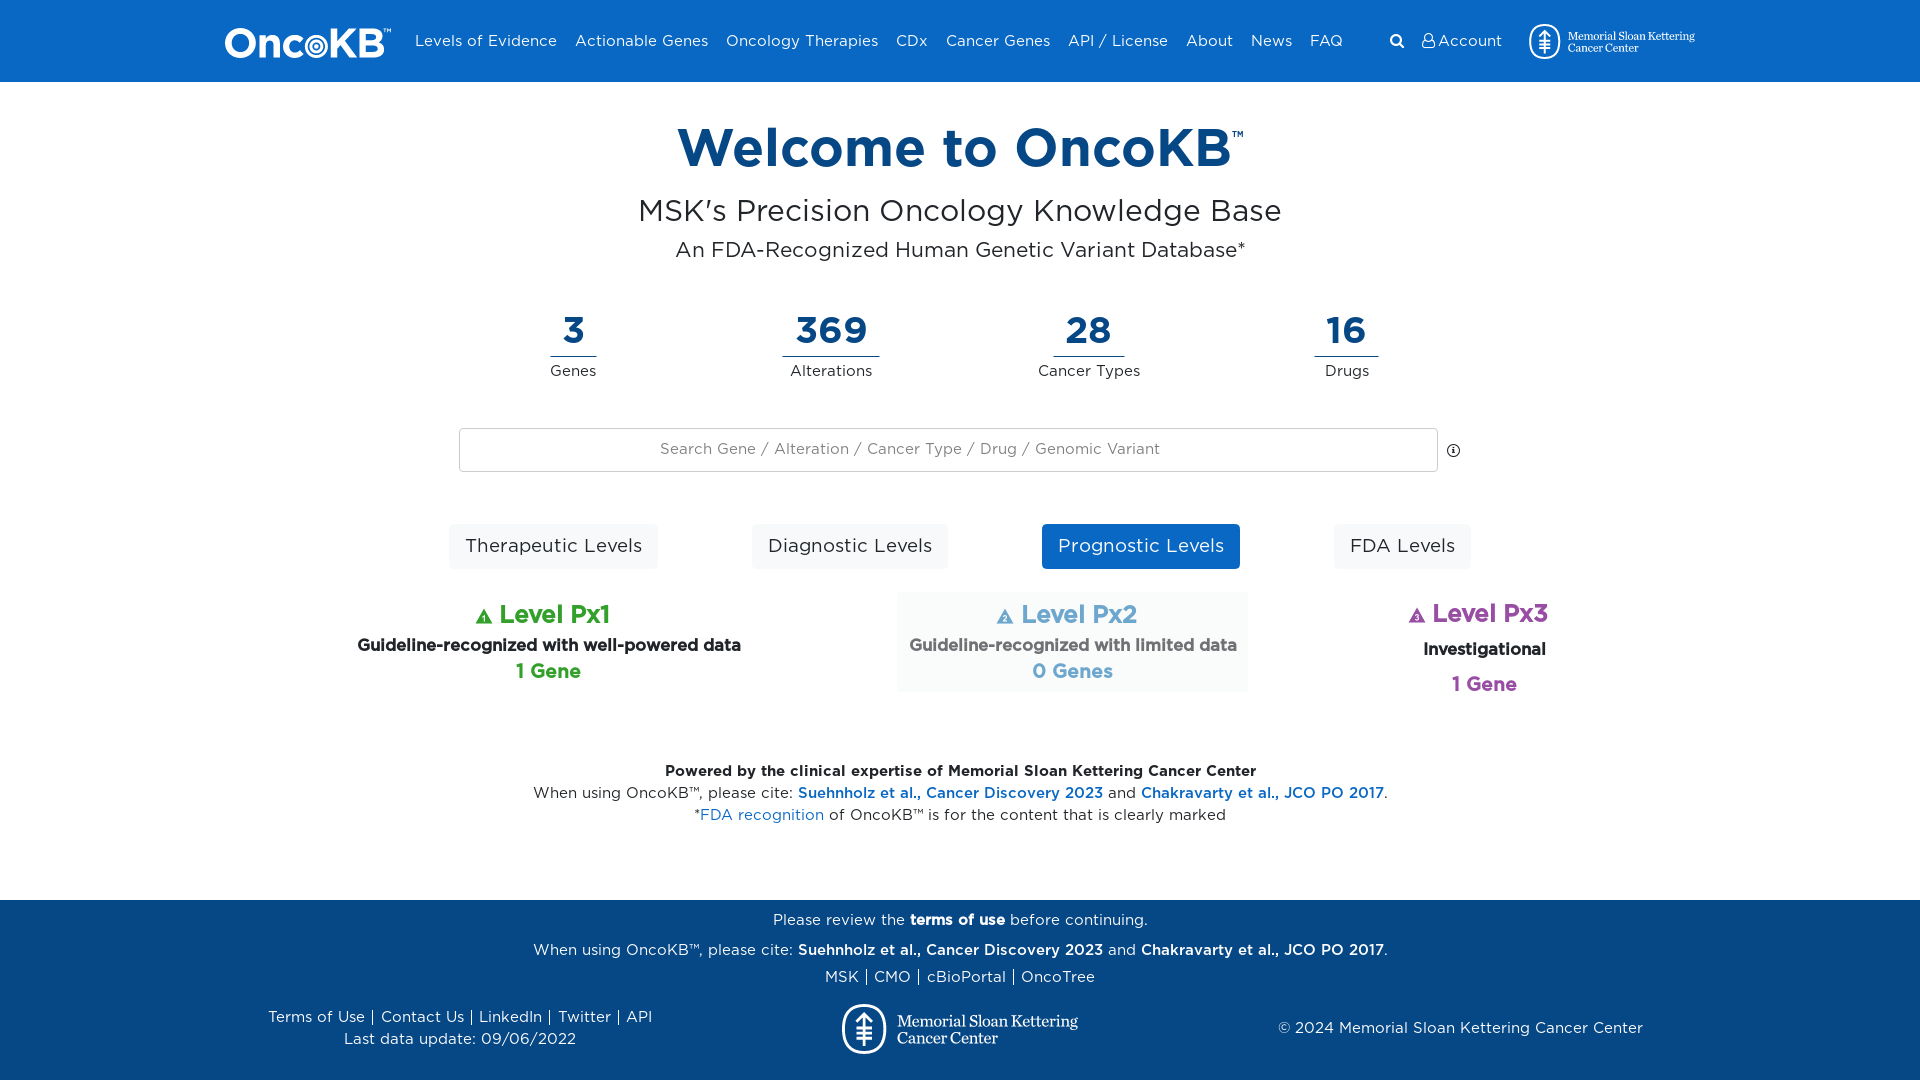 OncoKB™ Levels of Evidence Actionable Genes Oncology Therapies CDx Cancer Genes API / License About News FAQ Account Memorial Sloan Kettering
Cancer Center
Welcome to OncoKB™
MSK's Precision Oncology Knowledge Base
An FDA-Recognized Human Genetic Variant Database*
3 369 28 16
Genes Alterations Cancer Types Drugs
Search Gene / Alteration / Cancer Type / Drug / Genomic Variant
Therapeutic Levels Diagnostic Levels Prognostic Levels FDA Levels
1 Level Px1
Guideline-recognized with well-powered data
1 Gene
2 Level Px2
Guideline-recognized with limited data
0 Genes
3 Level Px3
Investigational
1 Gene
Powered by the clinical expertise of Memorial Sloan Kettering Cancer Center
When using OncoKB™, please cite: Suehnholz et al., Cancer Discovery 2023 and Chakravarty et al., JCO PO 2017.
*FDA recognition of OncoKB™ is for the content that is clearly marked
Please review the terms of use before continuing.
When using OncoKB™, please cite: Suehnholz et al., Cancer Discovery 2023 and Chakravarty et al., JCO PO 2017.
MSK | CMO | cBioPortal | OncoTree
Terms of Use | Contact Us | LinkedIn | Twitter | API
Last data update: 09/06/2022
Memorial Sloan Kettering
Cancer Center
© 2024 Memorial Sloan Kettering Cancer Center